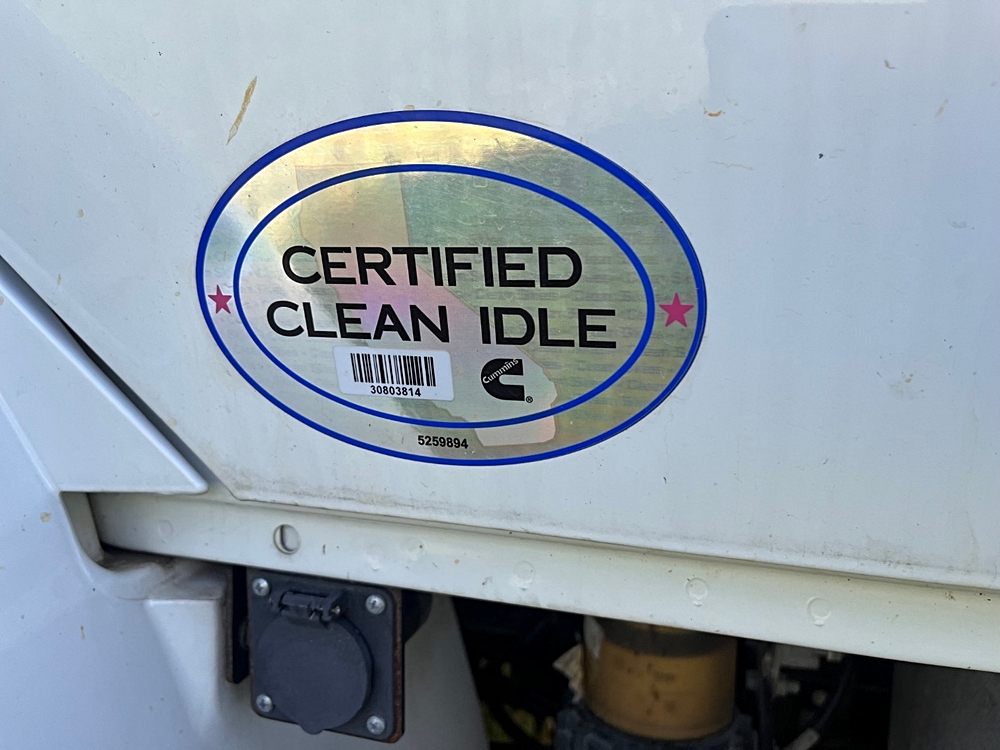 CERTIFIED
CLEAN IDLE
30803814
Cummins
®
5259894